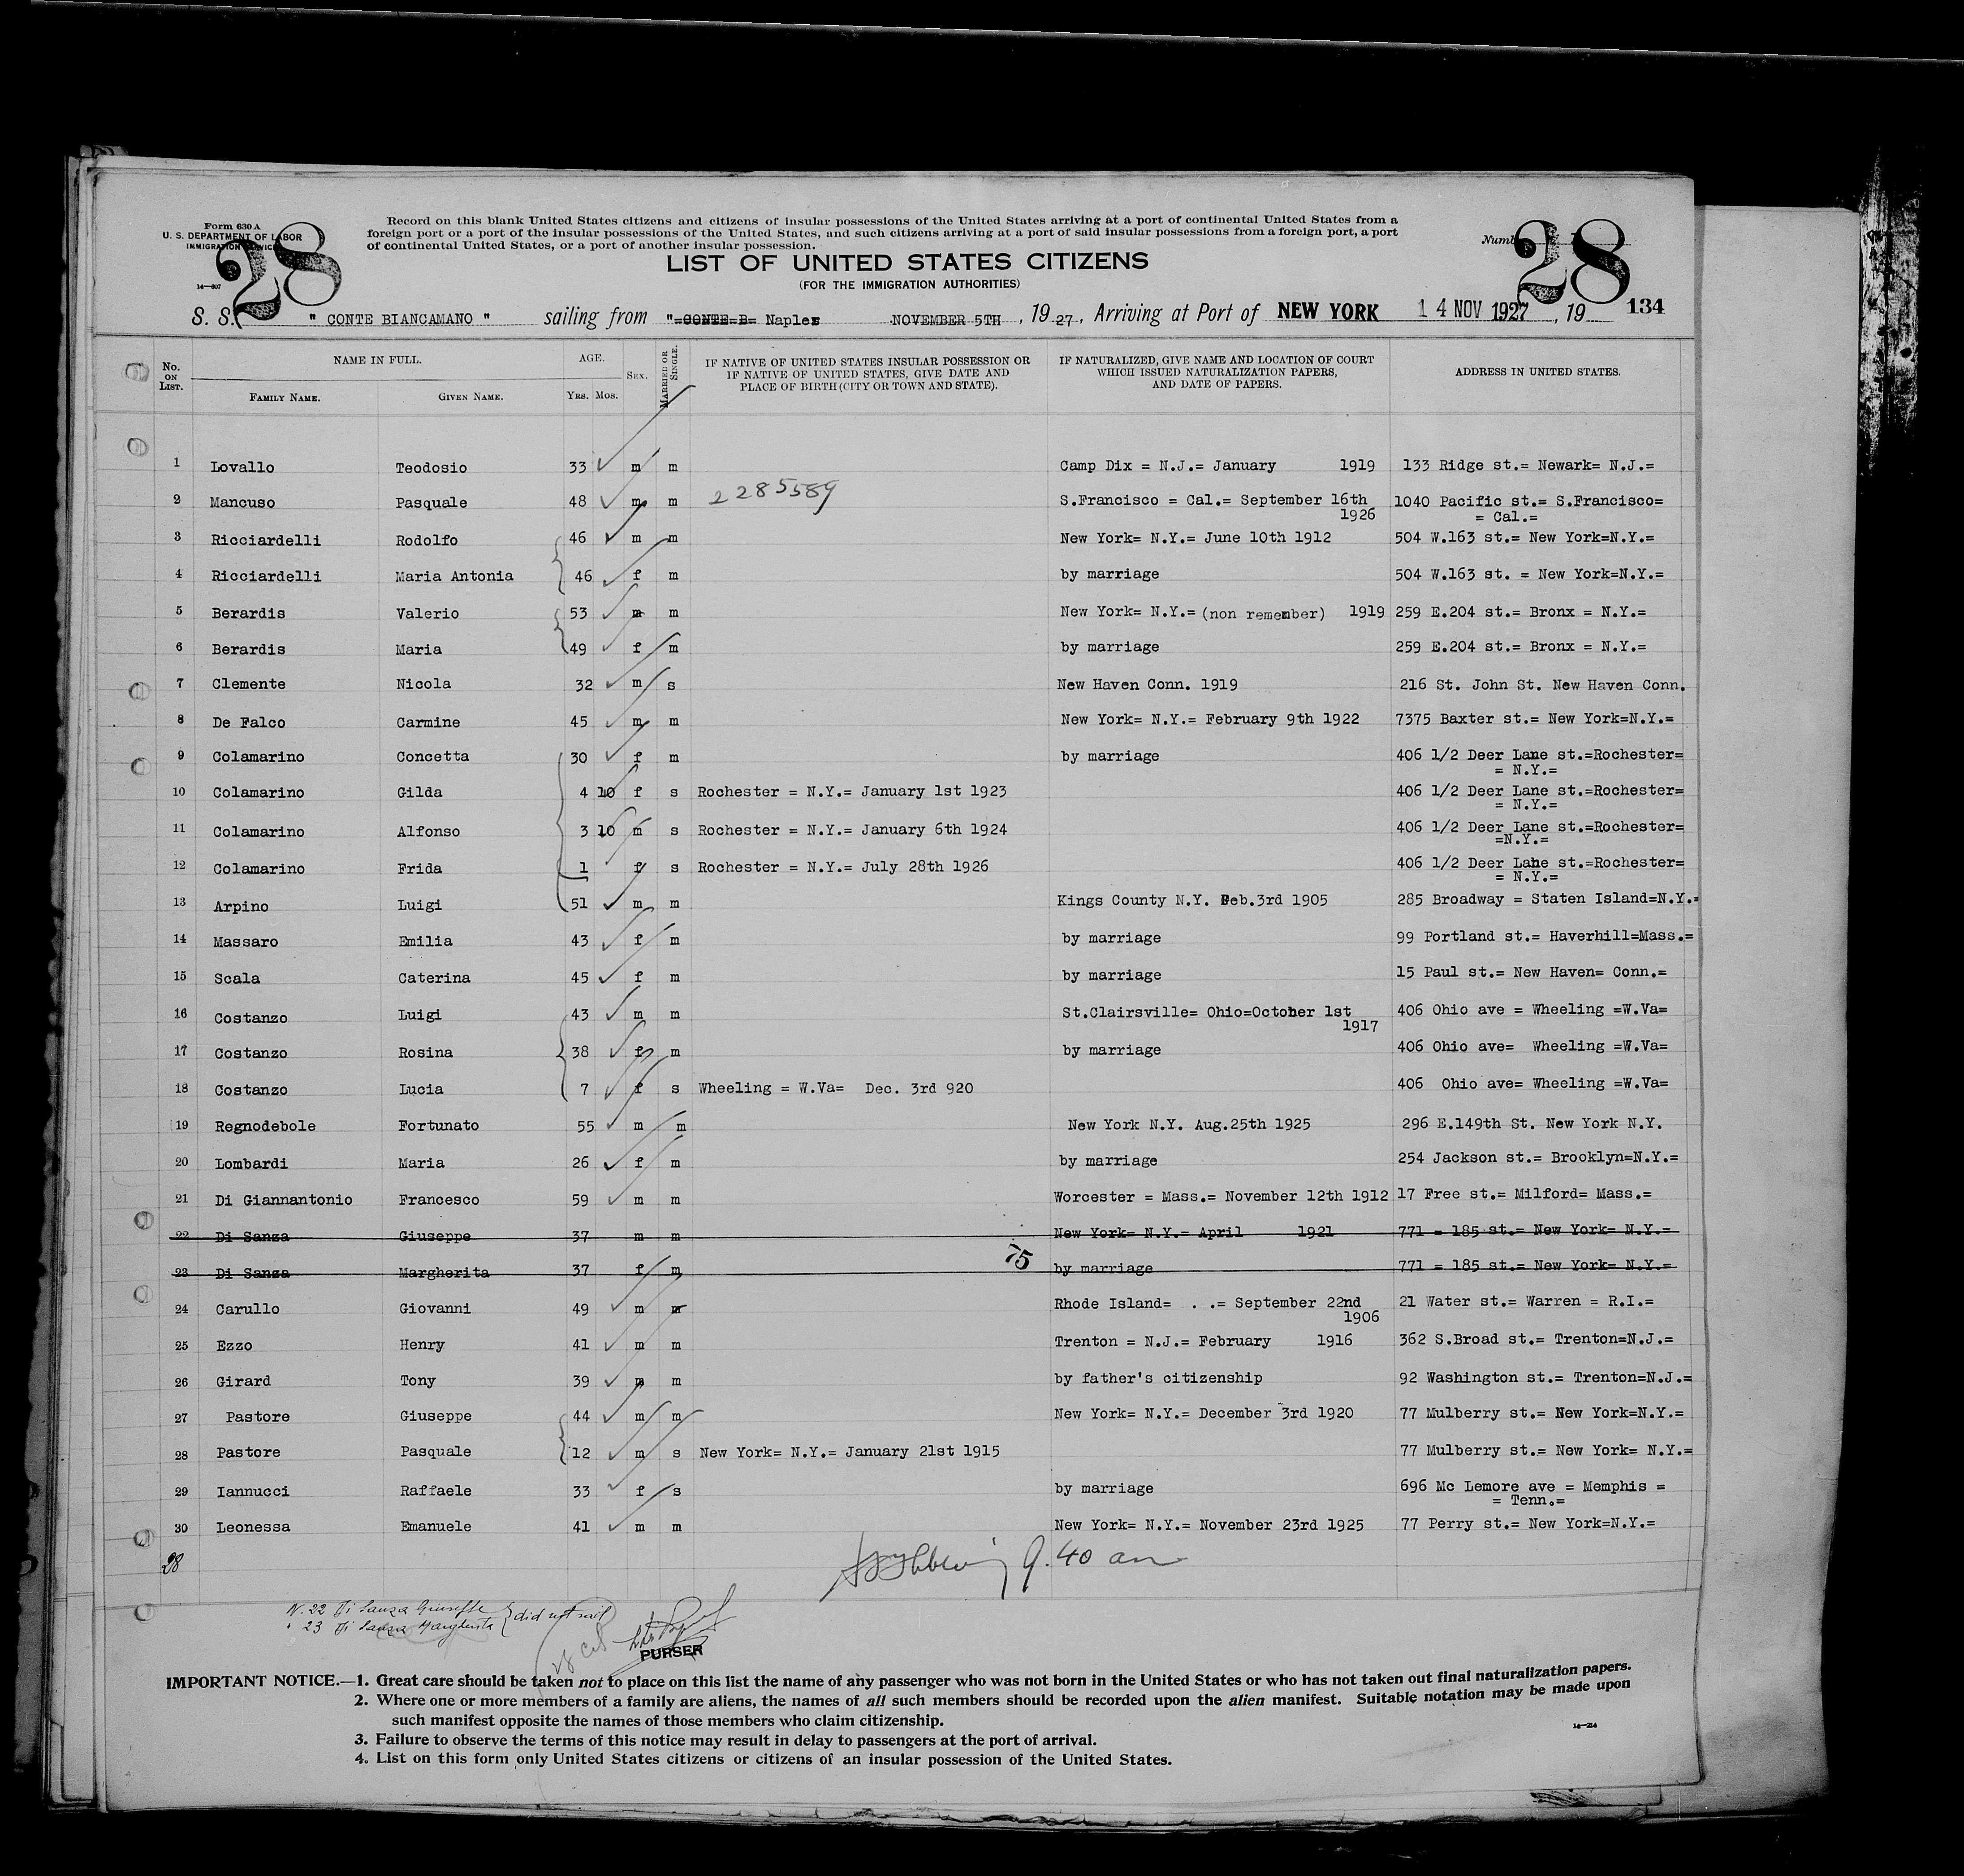 Form 630 A
U. S. DEPARTMENT OF LABOR
IMMIGRATION SERVICE
14—607
28
Record on this blank United States citizens and citizens of insular possessions of the United States arriving at a port of continental United States from a
foreign port or a port of the insular possessions of the United States, and such citizens arriving at a port of said insular possessions from a foreign port, a port
of continental United States, or a port of another insular possession.
28
LIST OF UNITED STATES CITIZENS
(FOR THE IMMIGRATION AUTHORITIES)
S. S. " CONTE BIANCAMANO " sailing from "=CONTE=B= Naples NOVEMBER 5TH , 19 27 , Arriving at Port of NEW YORK 14 NOV 1927 , 19 134
No. ON LIST. NAME IN FULL. AGE. SEX. MARRIED OR SINGLE. IF NATIVE OF UNITED STATES INSULAR POSSESSION OR IF NATIVE OF UNITED STATES, GIVE DATE AND PLACE OF BIRTH (CITY OR TOWN AND STATE). IF NATURALIZED, GIVE NAME AND LOCATION OF COURT WHICH ISSUED NATURALIZATION PAPERS, AND DATE OF PAPERS. ADDRESS IN UNITED STATES.
FAMILY NAME. GIVEN NAME. YRS. MOS.
1 Lovallo Teodosio 33 m m Camp Dix = N.J.= January 1919 133 Ridge st.= Newark= N.J.=
2 Mancuso Pasquale 48 m m 2285589 S.Francisco = Cal.= September 16th 1926 1040 Pacific st.= S.Francisco= = Cal.=
3 Ricciardelli Rodolfo 46 m m New York= N.Y.= June 10th 1912 504 W.163 st.= New York=N.Y.=
4 Ricciardelli Maria Antonia 46 f m by marriage 504 W.163 st. = New York=N.Y.=
5 Berardis Valerio 53 m m New York= N.Y.= (non remember) 1919 259 E.204 st.= Bronx = N.Y.=
6 Berardis Maria 49 f m by marriage 259 E.204 st.= Bronx = N.Y.=
7 Clemente Nicola 32 m s New Haven Conn. 1919 216 St. John St. New Haven Conn.
8 De Falco Carmine 45 m m New York= N.Y.= February 9th 1922 7375 Baxter st.= New York=N.Y.=
9 Colamarino Concetta 30 f m by marriage 406 1/2 Deer Lane st.=Rochester= = N.Y.=
10 Colamarino Gilda 4 10 f s Rochester = N.Y.= January 1st 1923 406 1/2 Deer Lane st.=Rochester= = N.Y.=
11 Colamarino Alfonso 3 10 m s Rochester = N.Y.= January 6th 1924 406 1/2 Deer Lane st.=Rochester= =N.Y.=
12 Colamarino Frida 1 f s Rochester = N.Y.= July 28th 1926 406 1/2 Deer Lane st.=Rochester= = N.Y.=
13 Arpino Luigi 51 m m Kings County N.Y. Feb.3rd 1905 285 Broadway = Staten Island=N.Y.=
14 Massaro Emilia 43 f m by marriage 99 Portland st.= Haverhill=Mass.=
15 Scala Caterina 45 f m by marriage 15 Paul st.= New Haven= Conn.=
16 Costanzo Luigi 43 m m St.Clairsville= Ohio=October 1st 1917 406 Ohio ave = Wheeling =W.Va=
17 Costanzo Rosina 38 f m by marriage 406 Ohio ave= Wheeling =W.Va=
18 Costanzo Lucia 7 f s Wheeling = W.Va= Dec. 3rd 920 406 Ohio ave= Wheeling =W.Va=
19 Regnodebole Fortunato 55 m m New York N.Y. Aug.25th 1925 296 E.149th St. New York N.Y.
20 Lombardi Maria 26 f m by marriage 254 Jackson st.= Brooklyn=N.Y.=
21 Di Giannantonio Francesco 59 m m Worcester = Mass.= November 12th 1912 17 Free st.= Milford= Mass.=
22 Di Sanza Giuseppe 37 m m New York= N.Y.= April 1921 771 = 185 st.= New York= N.Y.=
75
23 Di Sanza Margherita 37 f m by marriage 771 = 185 st.= New York= N.Y.=
24 Carullo Giovanni 49 m m Rhode Island= . .= September 22nd 1906 21 Water st.= Warren = R.I.=
25 Ezzo Henry 41 m m Trenton = N.J.= February 1916 362 S.Broad st.= Trenton=N.J.=
26 Girard Tony 39 m m by father's citizenship 92 Washington st.= Trenton=N.J.=
27 Pastore Giuseppe 44 m m New York= N.Y.= December 3rd 1920 77 Mulberry st.= New York=N.Y.=
28 Pastore Pasquale 12 m s New York= N.Y.= January 21st 1915 77 Mulberry st.= New York= N.Y.=
29 Iannucci Raffaele 33 f s by marriage 696 Mc Lemore ave = Memphis = = Tenn.=
30 Leonessa Emanuele 41 m m New York= N.Y.= November 23rd 1925 77 Perry st.= New York=N.Y.=
28 9.40 am
N. 22 Di Sanza Giuseppe
" 23 Di Sanza Margherita } did not sail
28 cit
PURSER
IMPORTANT NOTICE.—1. Great care should be taken not to place on this list the name of any passenger who was not born in the United States or who has not taken out final naturalization papers.
2. Where one or more members of a family are aliens, the names of all such members should be recorded upon the alien manifest. Suitable notation may be made upon
such manifest opposite the names of those members who claim citizenship.
3. Failure to observe the terms of this notice may result in delay to passengers at the port of arrival.
4. List on this form only United States citizens or citizens of an insular possession of the United States.
14—214